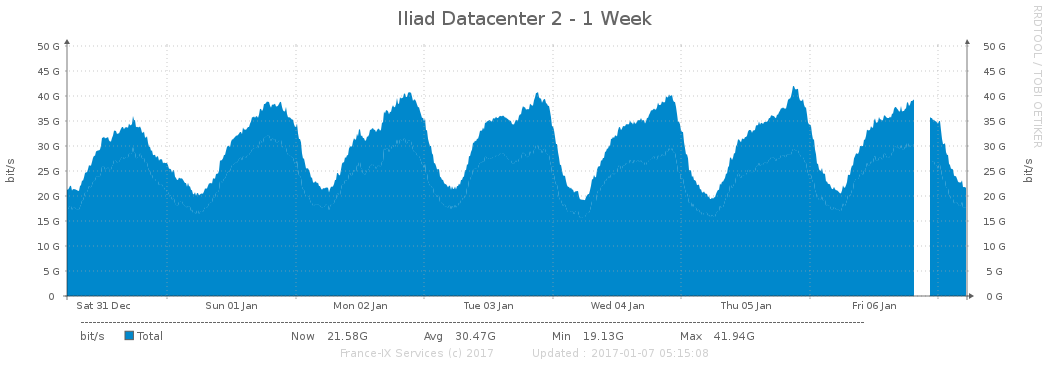 Iliad Datacenter 2 - 1 Week
RRDTOOL / TOBI OETIKER
bit/s
50 G 50 G
45 G 45 G
40 G 40 G
35 G 35 G
30 G 30 G
25 G 25 G
20 G 20 G
15 G 15 G
10 G 10 G
5 G 5 G
0 0 G
bit/s
Sat 31 Dec Sun 01 Jan Mon 02 Jan Tue 03 Jan Wed 04 Jan Thu 05 Jan Fri 06 Jan
bit/s Total Now 21.58G Avg 30.47G Min 19.13G Max 41.94G
France-IX Services (c) 2017 Updated : 2017-01-07 05:15:08